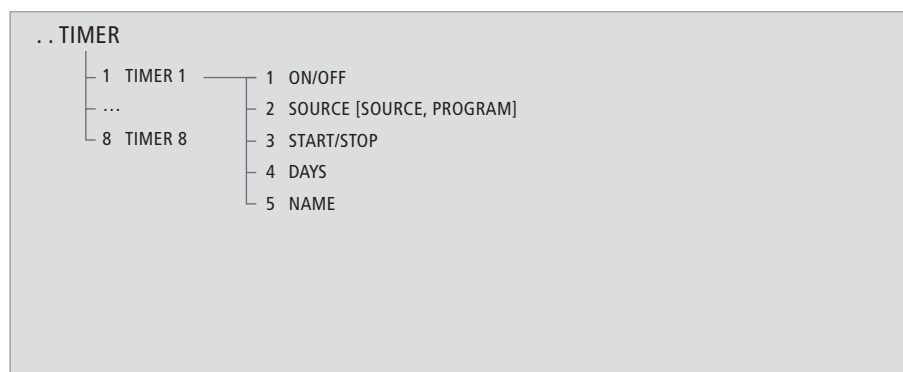 . . TIMER
1 TIMER 1 1 ON/OFF
... 2 SOURCE [SOURCE, PROGRAM]
8 TIMER 8 3 START/STOP
4 DAYS
5 NAME